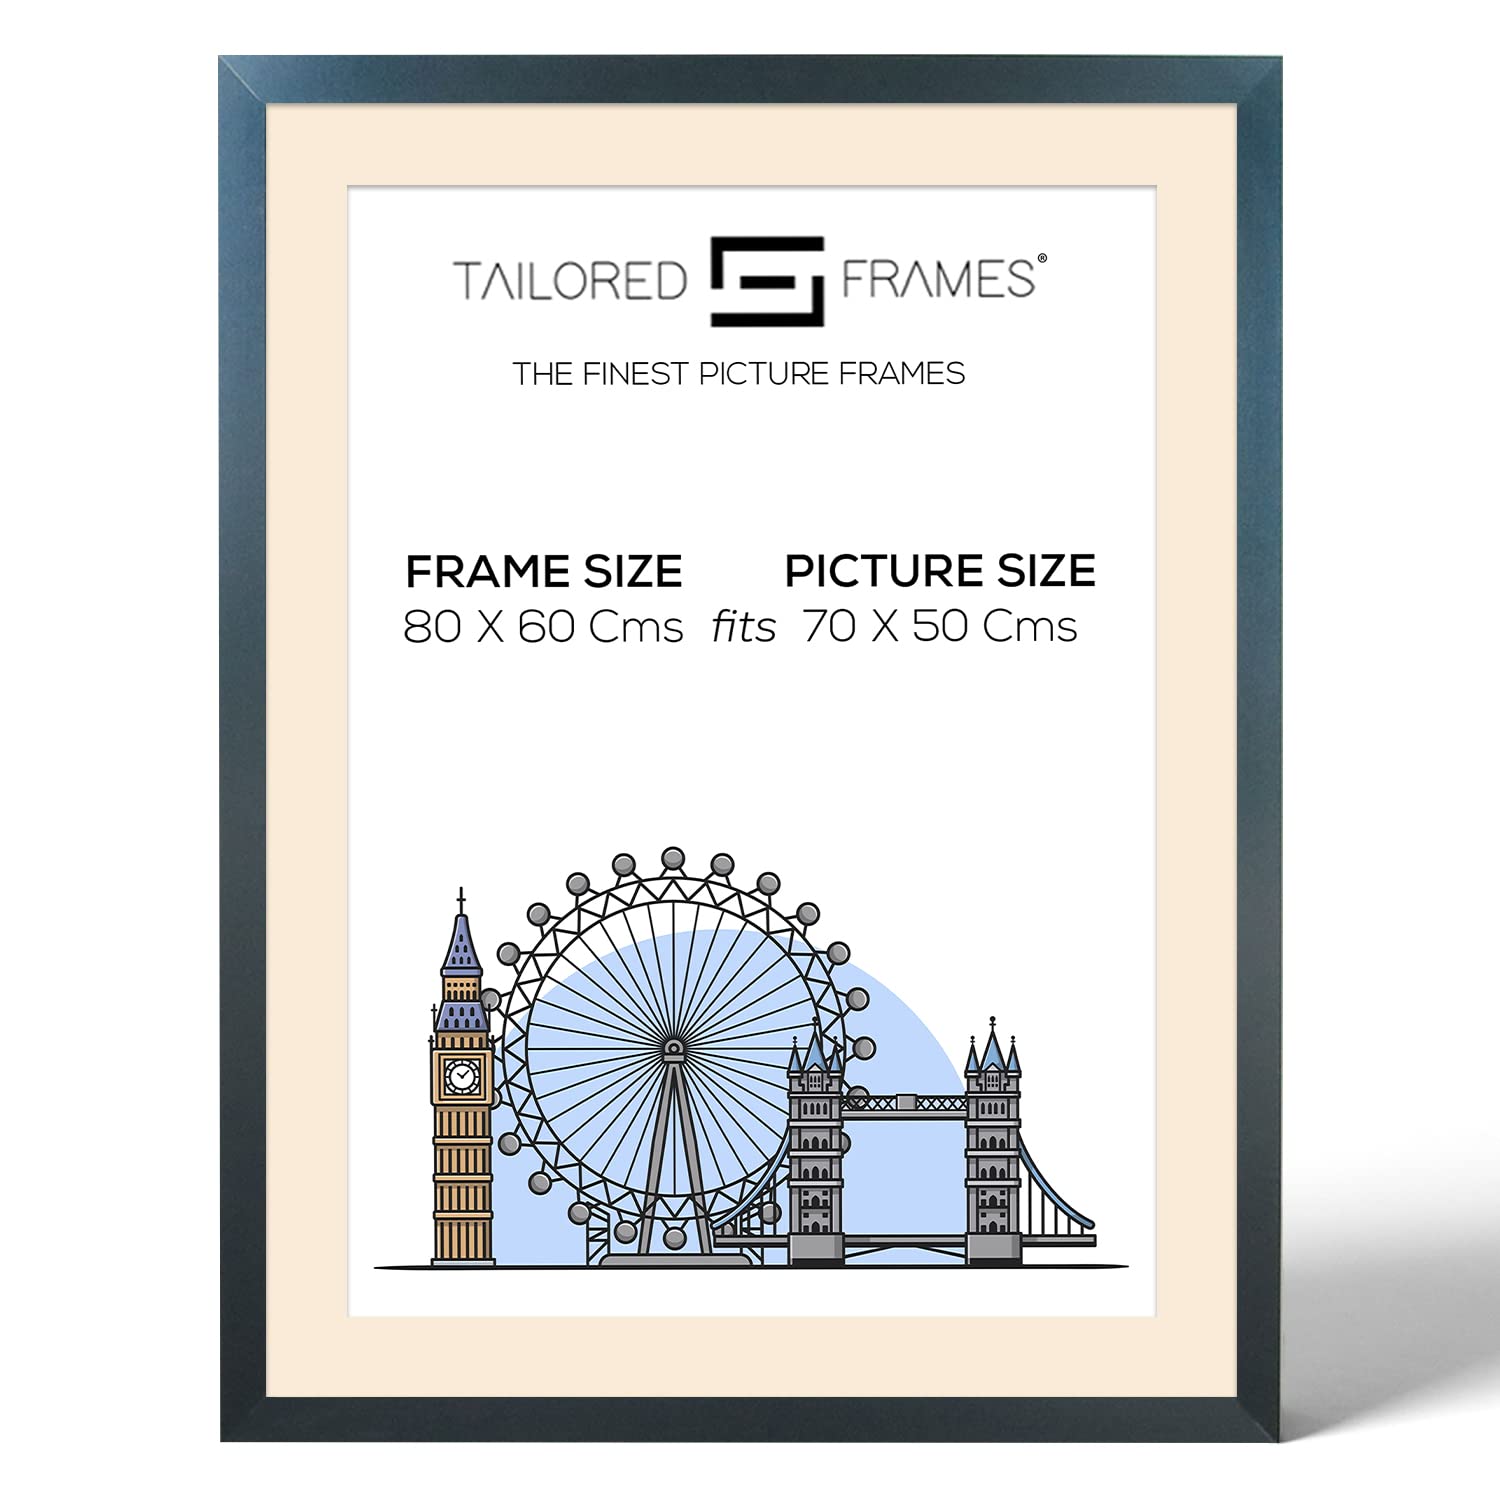 TAILORED FRAMES®
THE FINEST PICTURE FRAMES
FRAME SIZE PICTURE SIZE
80 X 60 Cms fits 70 X 50 Cms